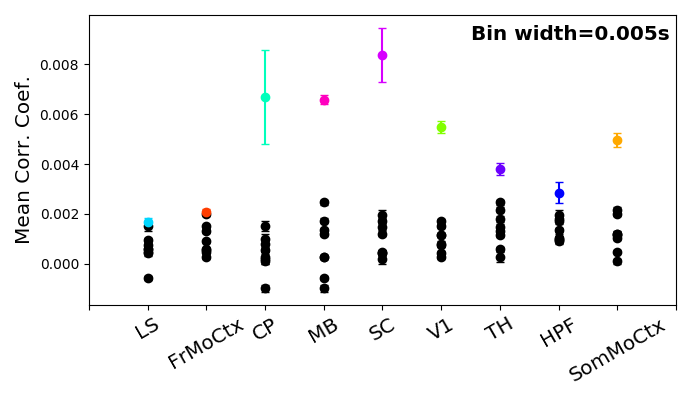 Bin width=0.005s
Mean Corr. Coef.
0.008
0.006
0.004
0.002
0.000
LS
FrMoCtx
CP
MB
SC
V1
TH
HPF
SomMoCtx